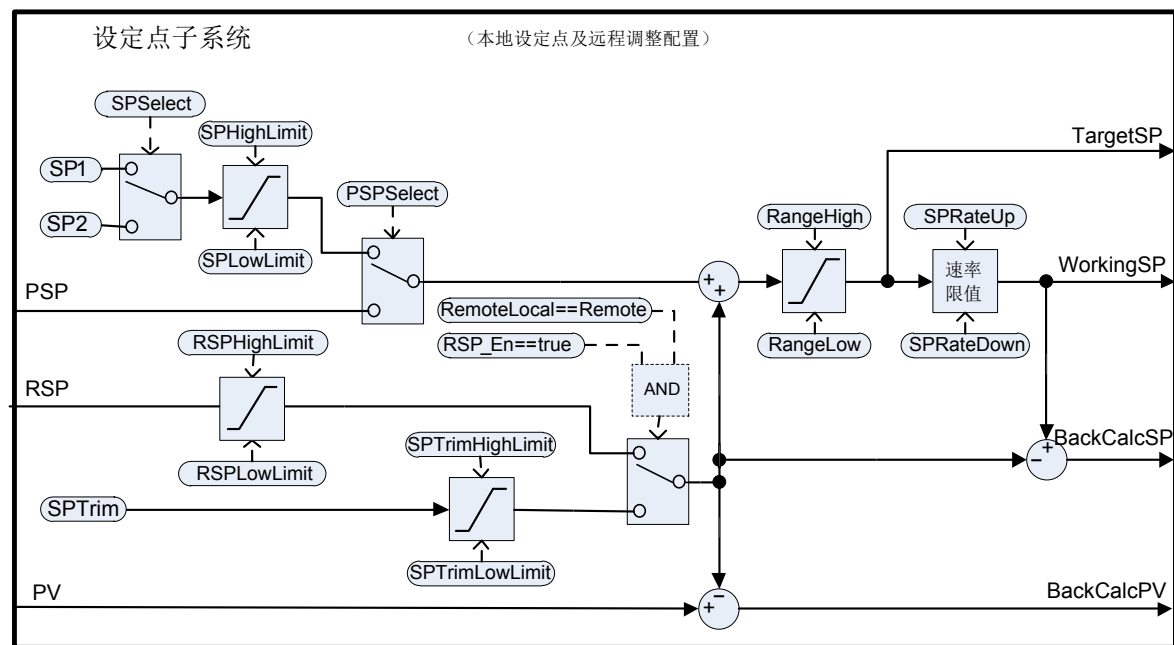 设定点子系统
（本地设定点及远程调整配置）
SPSelect
SPHighLimit
TargetSP
SP1
PSPSelect
RangeHigh
SPRateUp
SP2
SPLowLimit
速率
限值
WorkingSP
PSP
RemoteLocal==Remote
RSP_En==true
RangeLow
SPRateDown
RSPHighLimit
RSP
AND
SPTrimHighLimit
BackCalcSP
RSPLowLimit
SPTrim
SPTrimLowLimit
PV
BackCalcPV